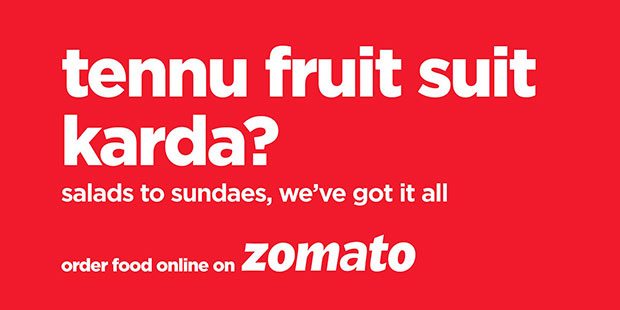 tennu fruit suit
karda?
salads to sundaes, we've got it all
order food online on zomato